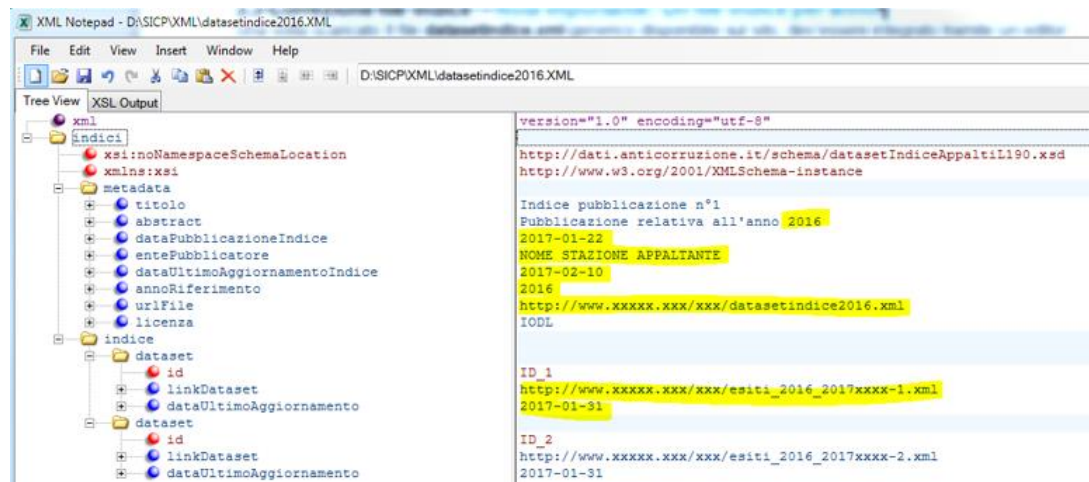 XML Notepad - D:\SICP\XML\datasetindice2016.XML
File Edit View Insert Window Help
D:\SICP\XML\datasetindice2016.XML
Tree View XSL Output
xml version="1.0" encoding="utf-8"
indici
xsi:noNamespaceSchemaLocation http://dati.anticorruzione.it/schema/datasetIndiceAppaltiL190.xsd
xmlns:xsi http://www.w3.org/2001/XMLSchema-instance
metadata
titolo Indice pubblicazione n°1
abstract Pubblicazione relativa all'anno 2016
dataPubblicazioneIndice 2017-01-22
entePubblicatore NOME STAZIONE APPALTANTE
dataUltimoAggiornamentoIndice 2017-02-10
annoRiferimento 2016
urlFile http://www.xxxxx.xxx/xxx/datasetindice2016.xml
licenza IODL
indice
dataset
id ID_1
linkDataset http://www.xxxxx.xxx/xxx/esiti_2016_2017xxxx-1.xml
dataUltimoAggiornamento 2017-01-31
dataset
id ID_2
linkDataset http://www.xxxxx.xxx/xxx/esiti_2016_2017xxxx-2.xml
dataUltimoAggiornamento 2017-01-31